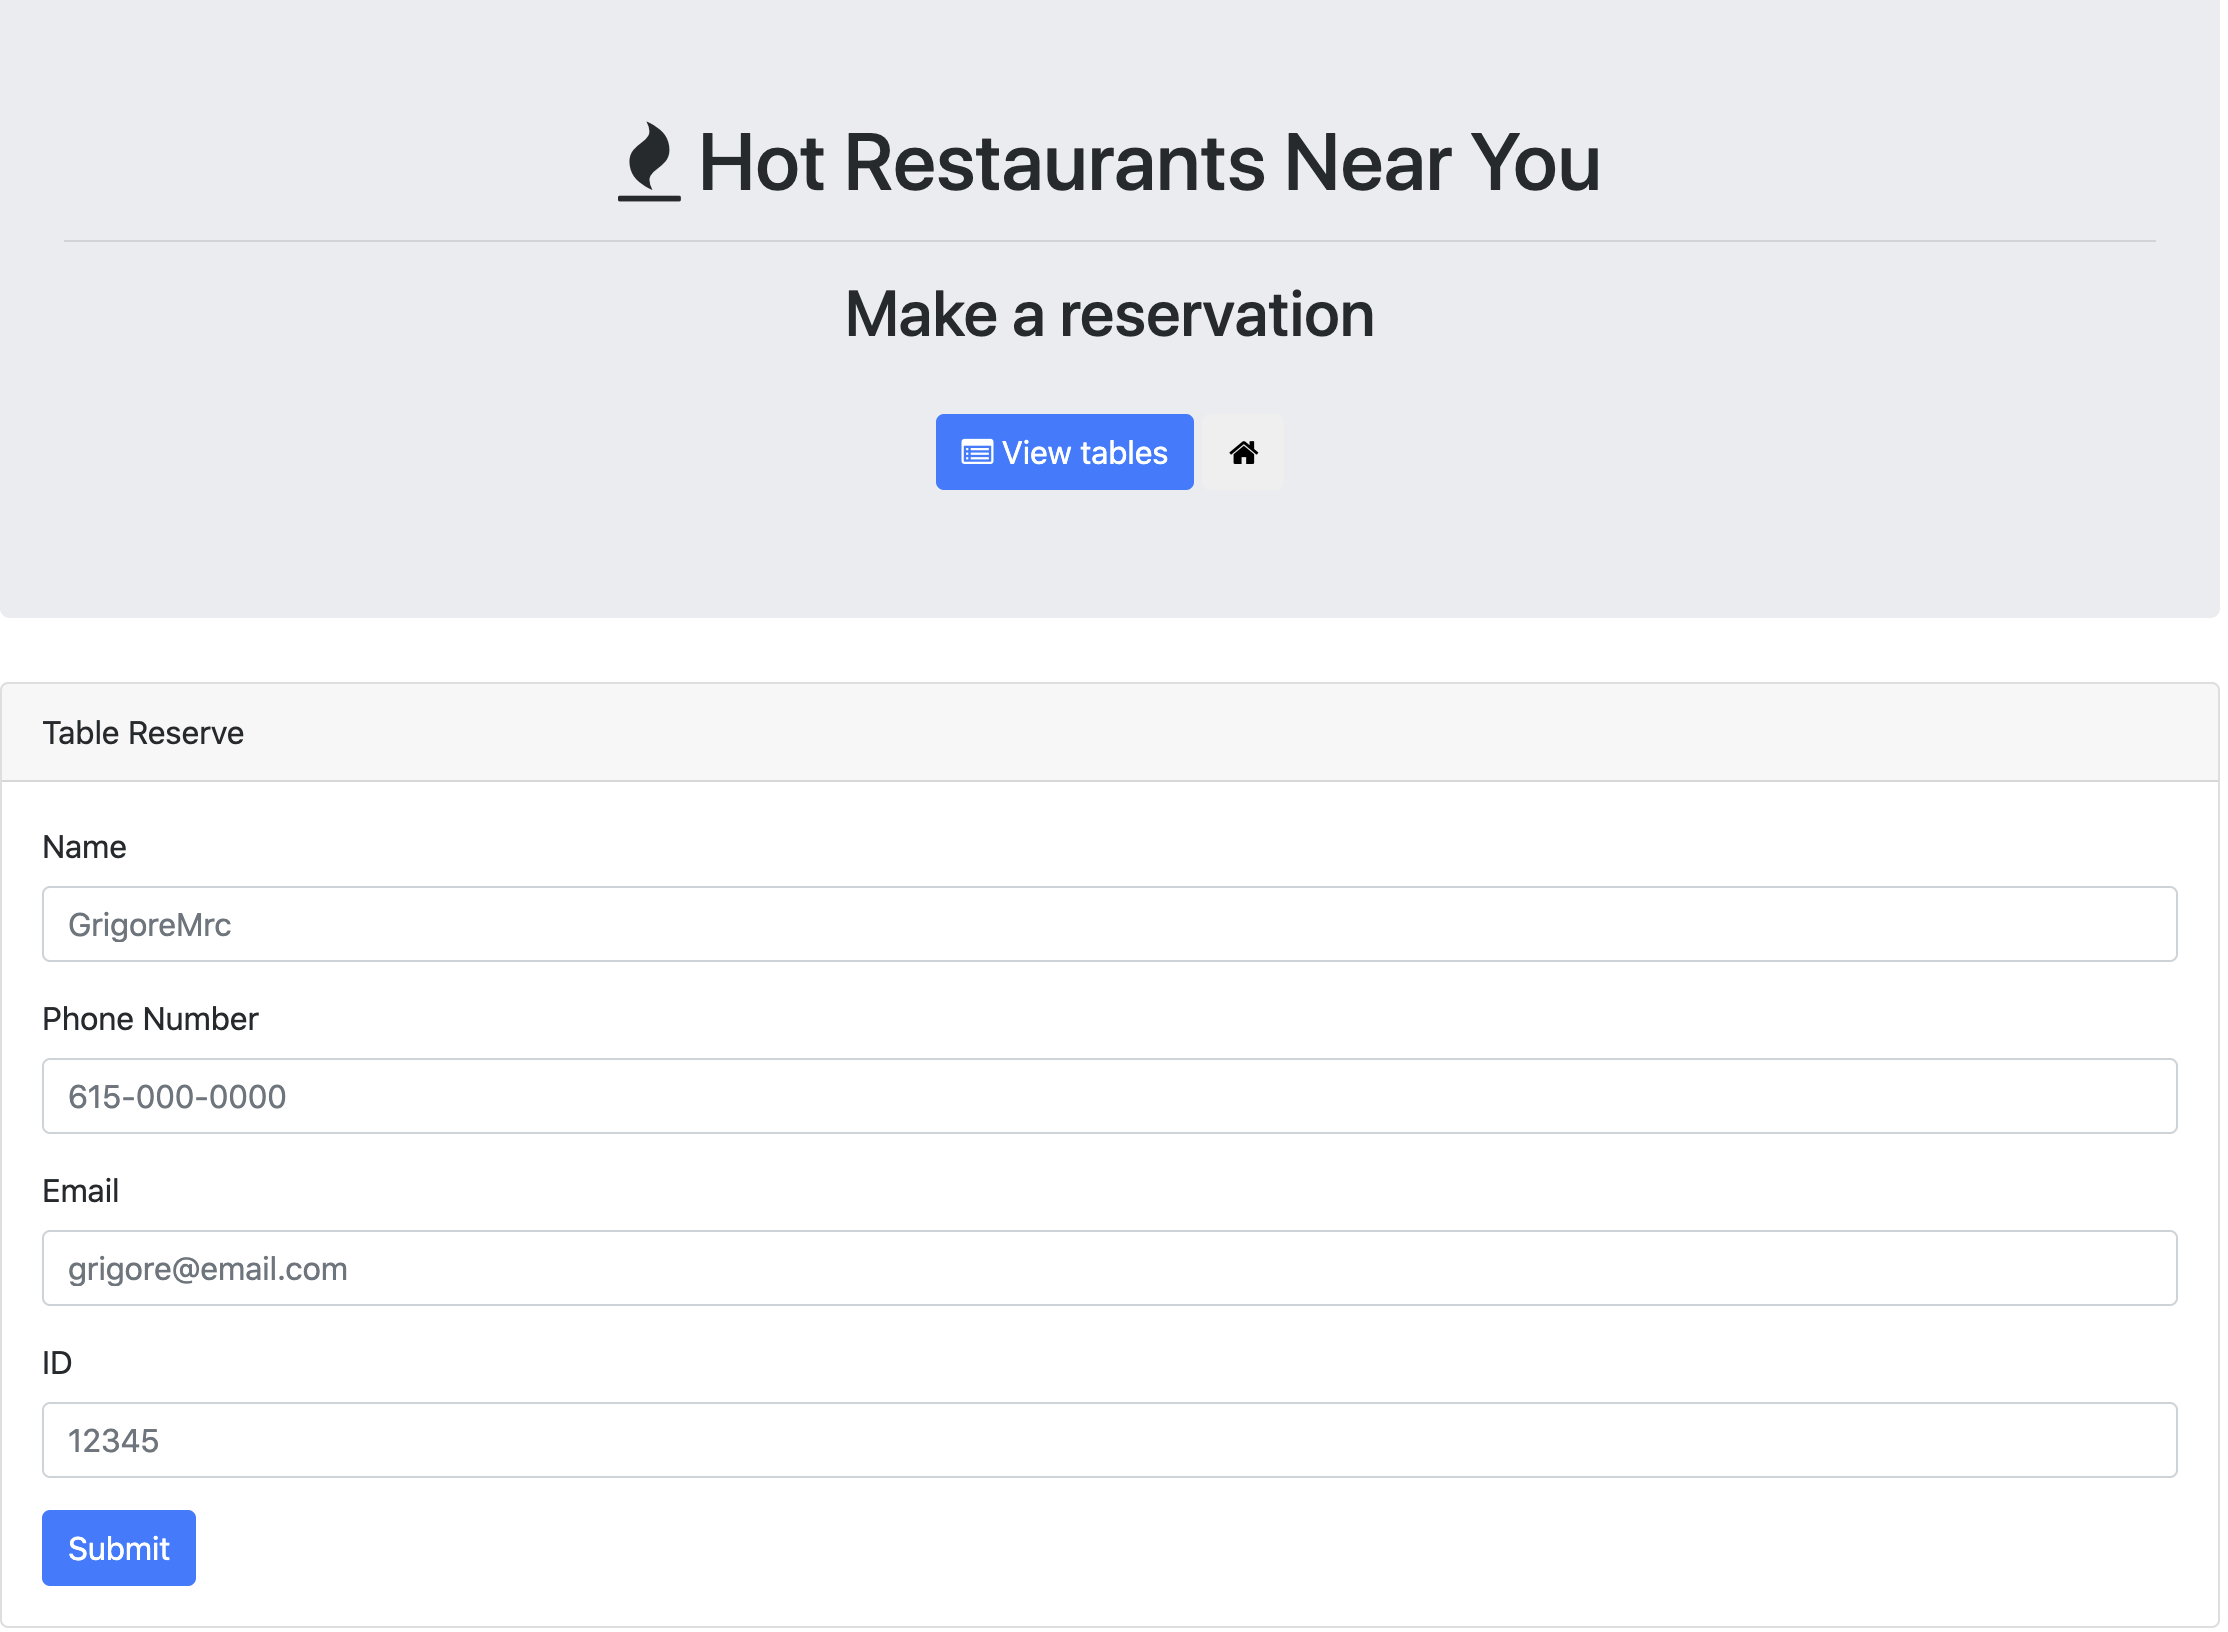 Hot Restaurants Near You
Make a reservation
View tables
Table Reserve
Name
GrigoreMrc
Phone Number
615-000-0000
Email
grigore@email.com
ID
12345
Submit